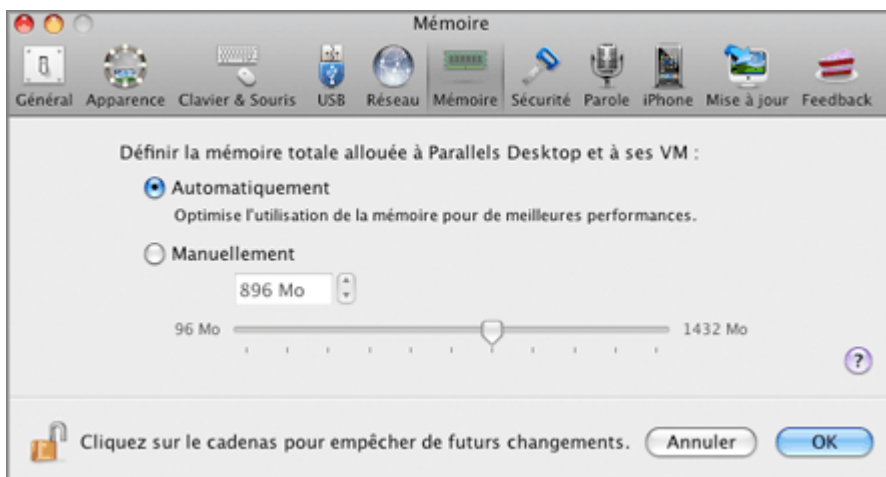 Mémoire
Général Apparence Clavier & Souris USB Réseau Mémoire Sécurité Parole iPhone Mise à jour Feedback
Définir la mémoire totale allouée à Parallels Desktop et à ses VM :
Automatiquement
Optimise l'utilisation de la mémoire pour de meilleures performances.
Manuellement
896 Mo
96 Mo 1432 Mo
?
Cliquez sur le cadenas pour empêcher de futurs changements. Annuler OK